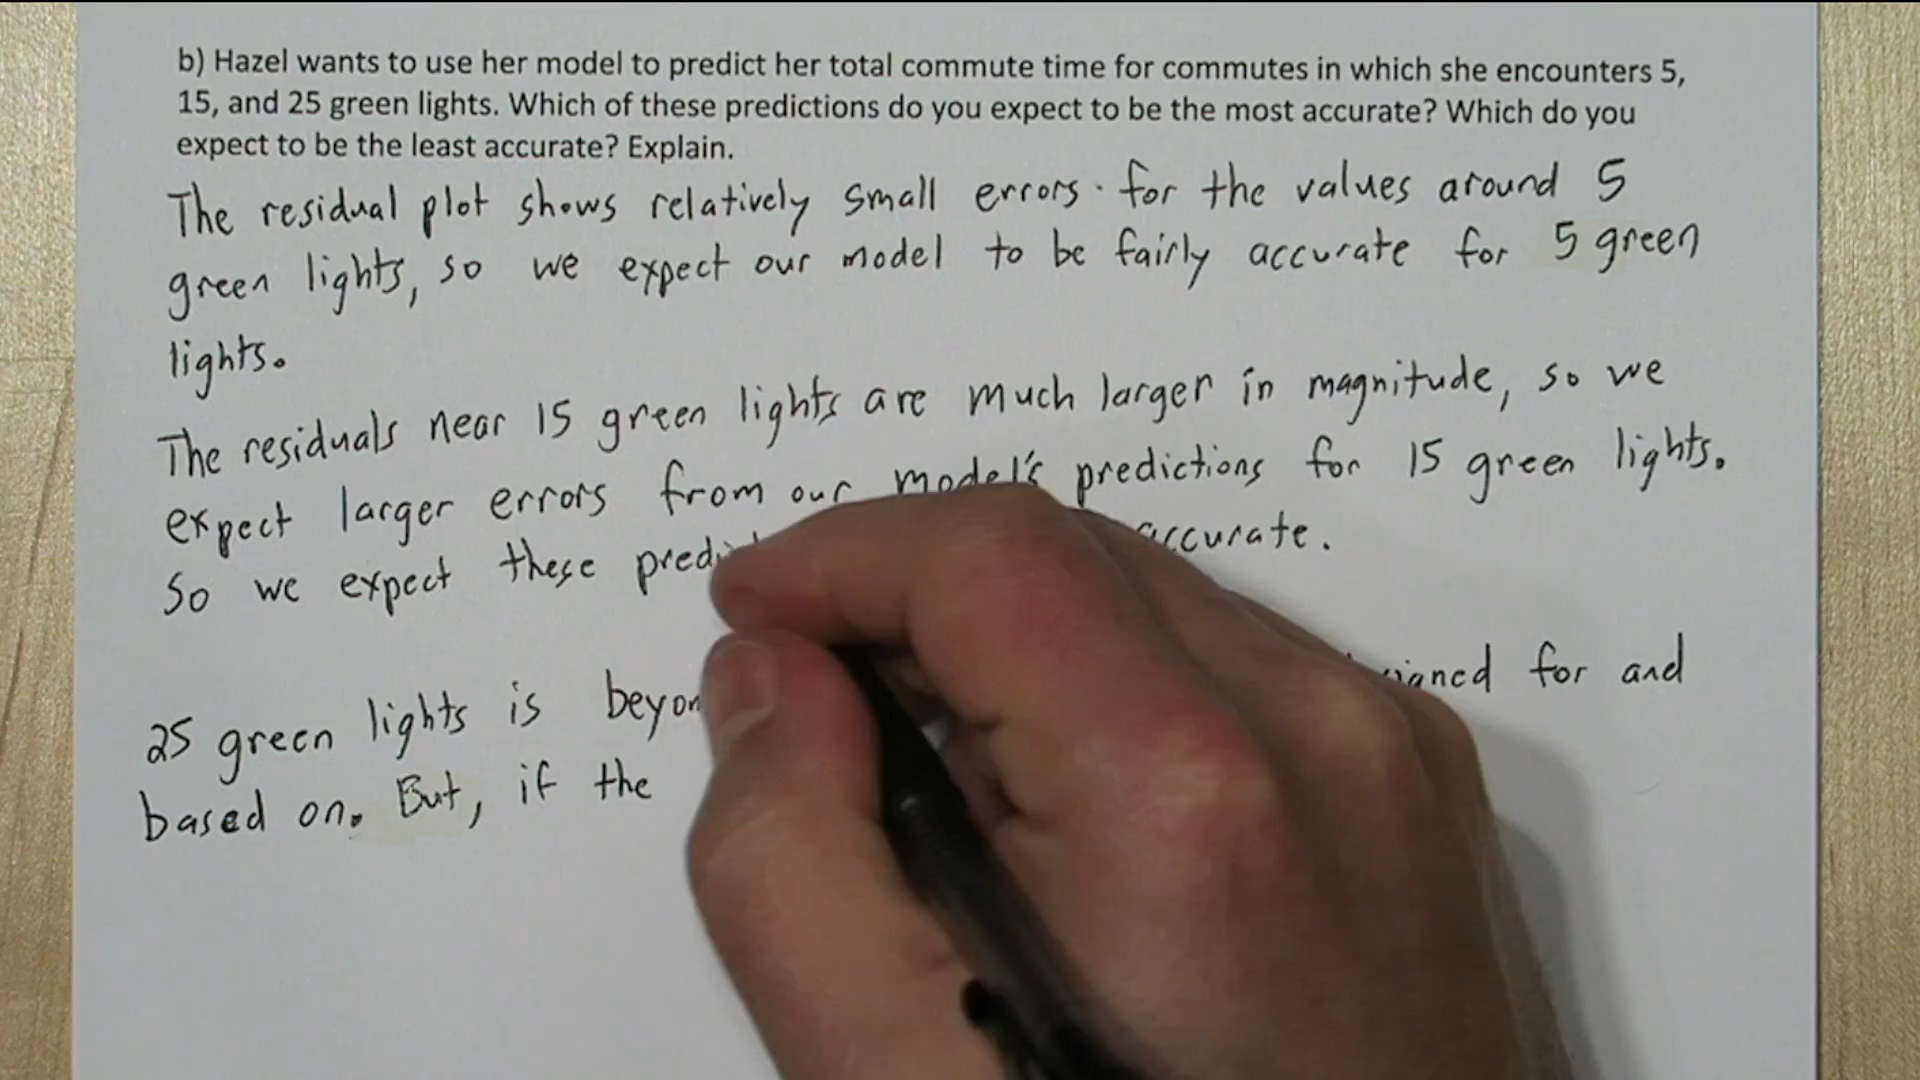 b) Hazel wants to use her model to predict her total commute time for commutes in which she encounters 5,
15, and 25 green lights. Which of these predictions do you expect to be the most accurate? Which do you
expect to be the least accurate? Explain.
The residual plot shows relatively small errors for the values around 5
green lights, so we expect our model to be fairly accurate for 5 green
lights.
The residuals near 15 green lights are much larger in magnitude, so we
expect larger errors from our model's predictions for 15 green lights.
So we expect these accurate.
25 green lights is for and
based on. But, if the